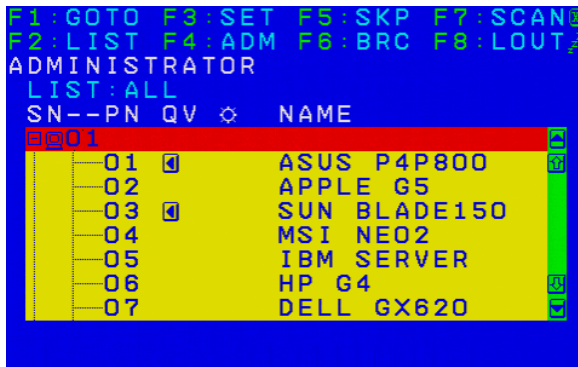 F1:GOTO F3:SET F5:SKP F7:SCAN
F2:LIST F4:ADM F6:BRC F8:LOUT
ADMINISTRATOR
LIST:ALL
SN--PN QV NAME
01
01 ASUS P4P800
02 APPLE G5
03 SUN BLADE150
04 MSI NEO2
05 IBM SERVER
06 HP G4
07 DELL GX620